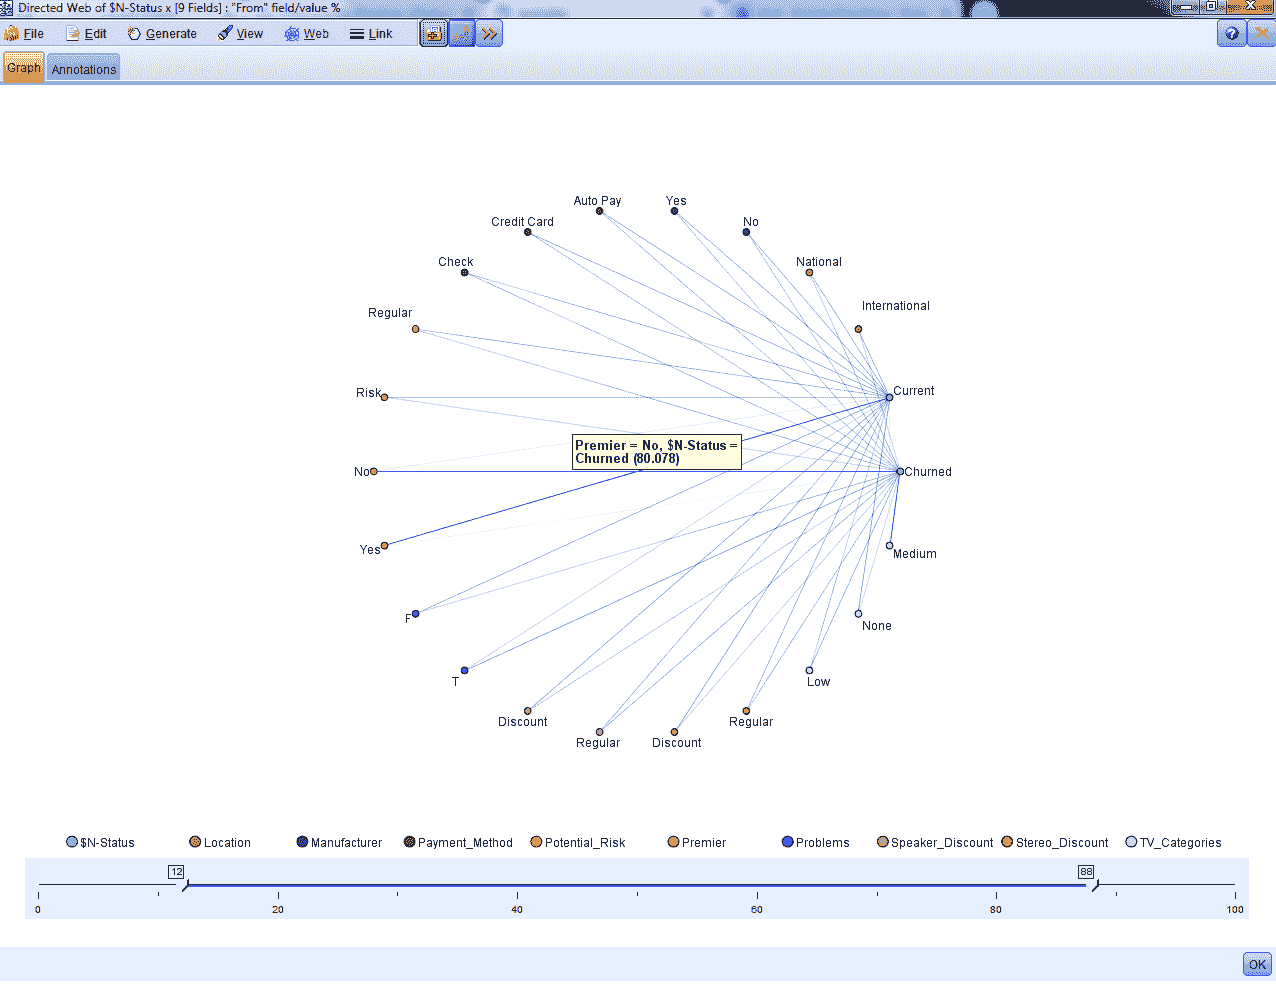 Directed Web of $N-Status x [9 Fields] : "From" field/value %
File Edit Generate View Web Link
Graph Annotations
Auto Pay Yes
Credit Card No
Check National
Regular International
Risk Current
Premier = No, $N-Status =
Churned (80.078)
No Churned
Yes Medium
F None
T Low
Discount Regular
Regular Discount
$N-Status Location Manufacturer Payment_Method Potential_Risk Premier Problems Speaker_Discount Stereo_Discount TV_Categories
12 88
0 20 40 60 80 100
OK